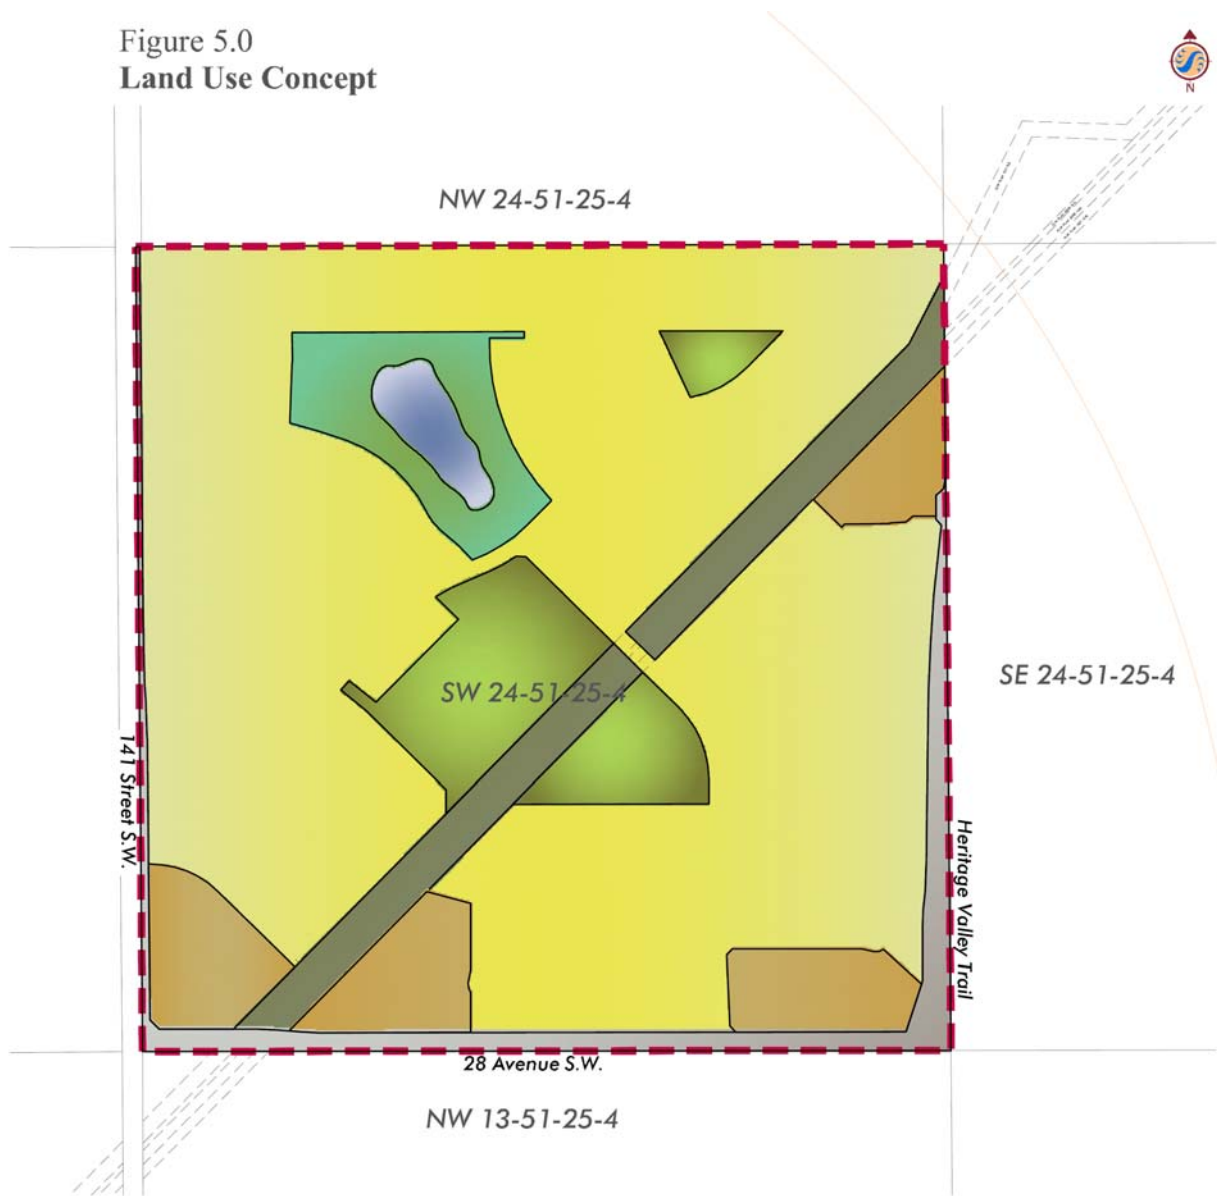 Figure 5.0
Land Use Concept
N
NW 24-51-25-4
SW 24-51-25-4
SE 24-51-25-4
141 Street S.W.
Heritage Valley Trail
28 Avenue S.W.
NW 13-51-25-4